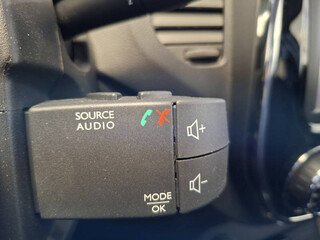 SOURCE
AUDIO
+
MODE
OK
-